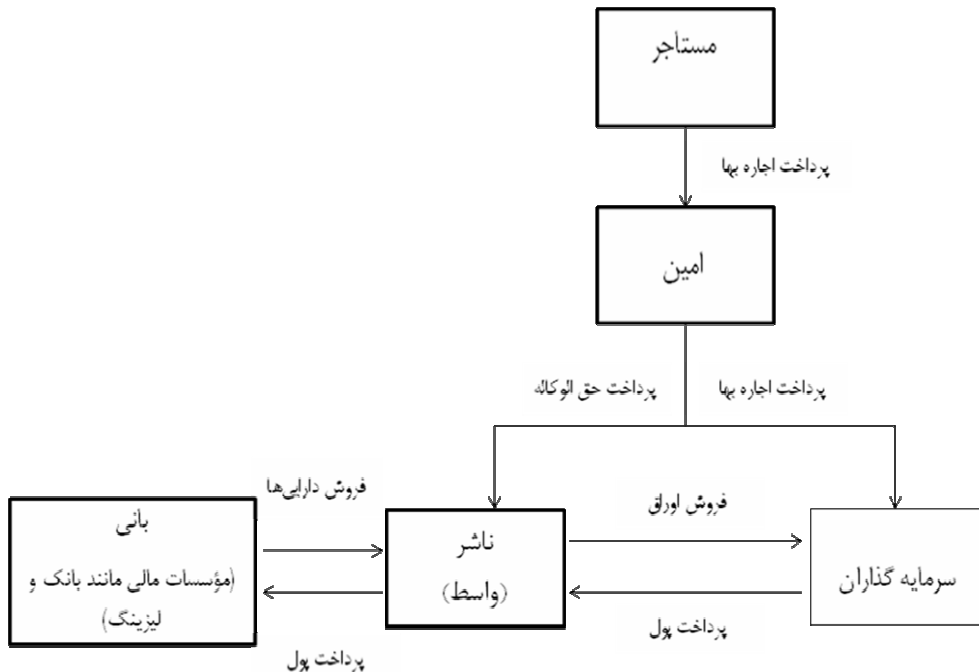 مستاجر
پرداخت اجاره بها
امین
پرداخت اجاره بها
پرداخت حق الوکاله
فروش اوراق
فروش دارایی‌ها
سرمایه گذاران
ناشر
(واسط)
بانی
(مؤسسات مالی مانند بانک و
لیزینگ)
پرداخت پول
پرداخت پول